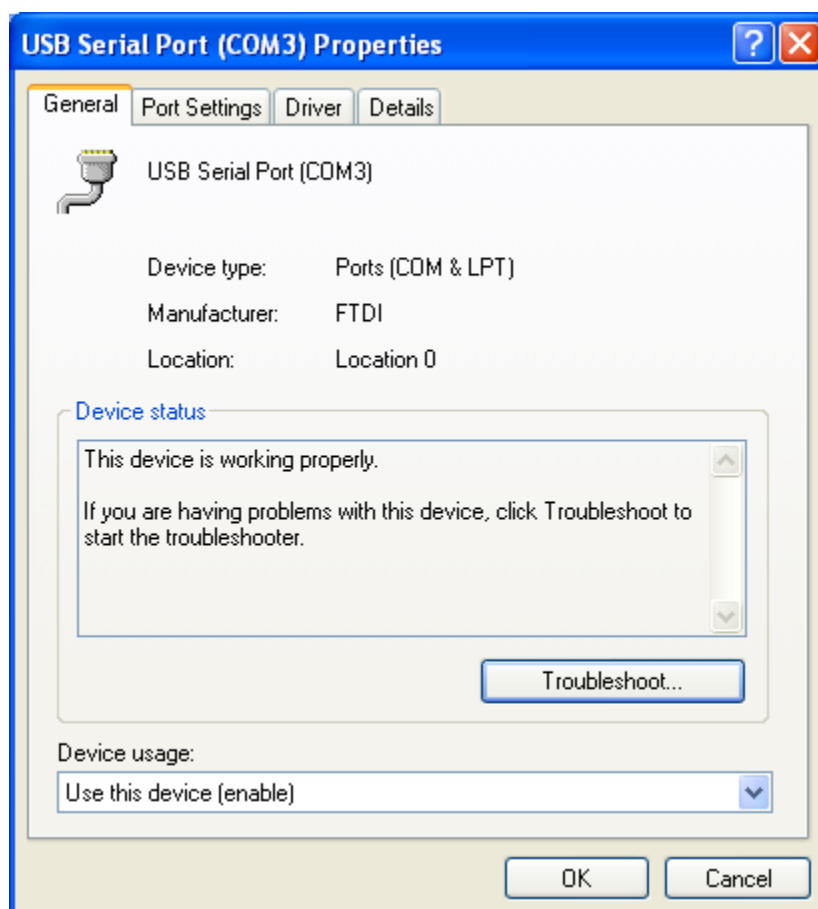 USB Serial Port (COM3) Properties
?
General Port Settings Driver Details
USB Serial Port (COM3)
Device type: Ports (COM & LPT)
Manufacturer: FTDI
Location: Location 0
Device status
This device is working properly.
If you are having problems with this device, click Troubleshoot to
start the troubleshooter.
Troubleshoot...
Device usage:
Use this device (enable)
OK Cancel